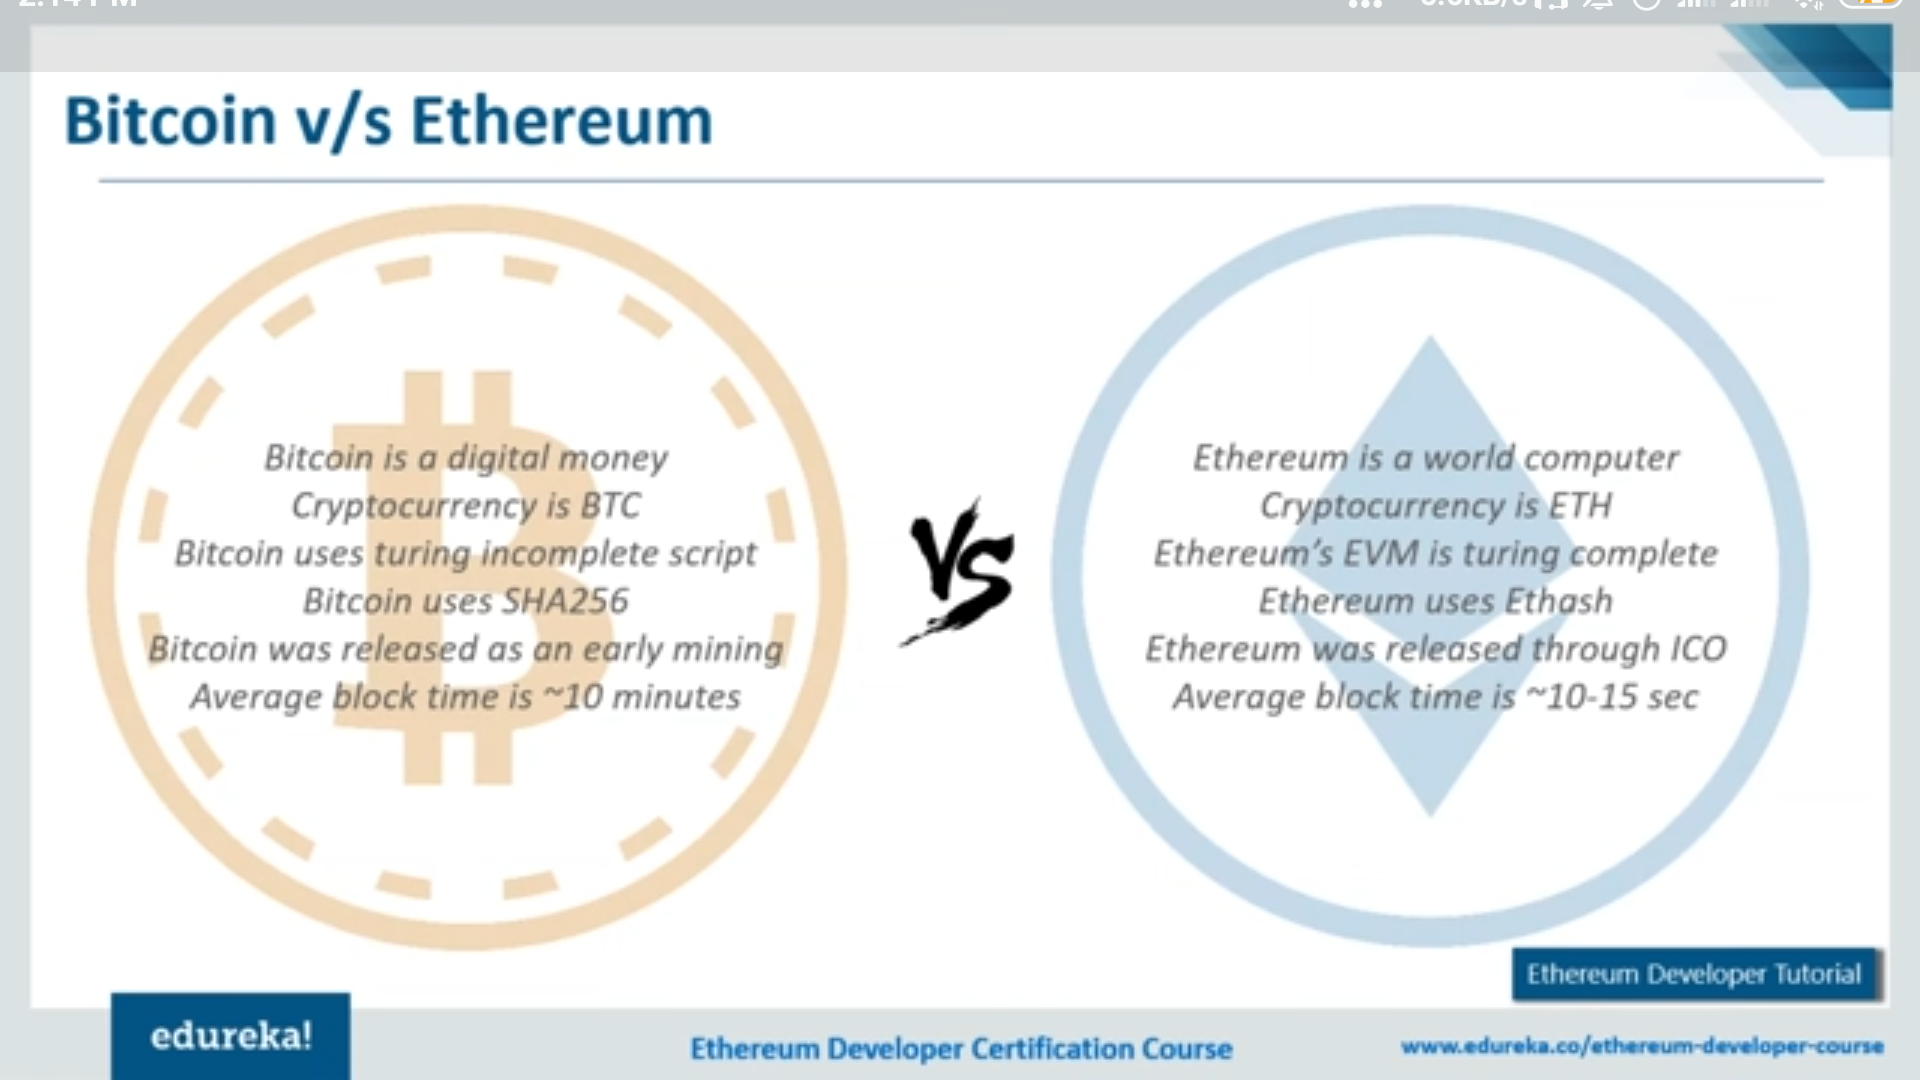 Bitcoin v/s Ethereum
Bitcoin is a digital money
Cryptocurrency is BTC
Bitcoin uses turing incomplete script
Bitcoin uses SHA256
Bitcoin was released as an early mining
Average block time is ~10 minutes
VS
Ethereum is a world computer
Cryptocurrency is ETH
Ethereum's EVM is turing complete
Ethereum uses Ethash
Ethereum was released through ICO
Average block time is ~10-15 sec
Ethereum Developer Tutorial
edureka!
Ethereum Developer Certification Course
www.edureka.co/ethereum-developer-course